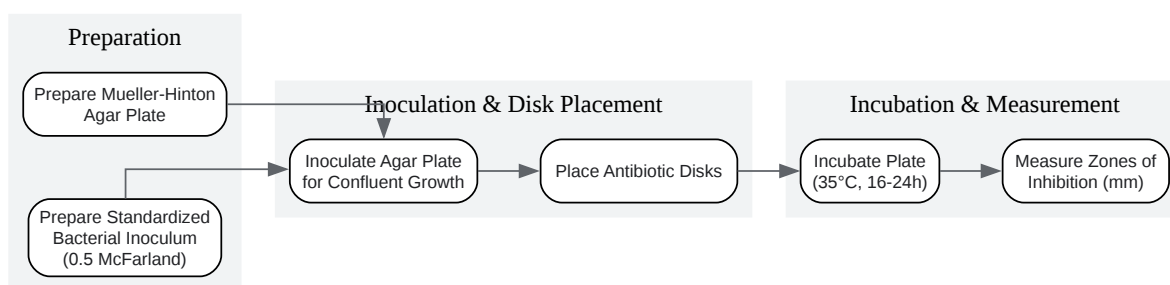 Preparation
Prepare Mueller-Hinton
Agar Plate
Prepare Standardized
Bacterial Inoculum
(0.5 McFarland)
Inoculation & Disk Placement
Inoculate Agar Plate
for Confluent Growth
Place Antibiotic Disks
Incubation & Measurement
Incubate Plate
(35°C, 16-24h)
Measure Zones of
Inhibition (mm)